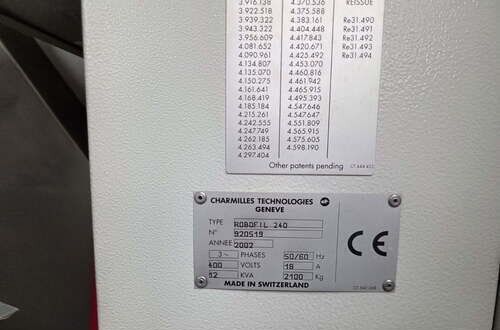 3.916.138 4.370.536 REISSUE
3.922.518 4.375.588
3.939.322 4.383.161 Re31.490
3.943.322 4.404.448 Re31.491
3.956.609 4.417.843 Re31.492
4.081.652 4.420.671 Re31.493
4.090.961 4.425.492 Re31.494
4.134.807 4.453.070
4.135.070 4.460.816
4.150.275 4.461.942
4.161.641 4.465.915
4.168.419 4.495.393
4.185.184 4.547.646
4.215.261 4.547.647
4.242.555 4.551.809
4.247.749 4.565.915
4.262.185 4.575.605
4.263.494 4.598.190
4.297.404
Other patents pending
CHARMILLES TECHNOLOGIES
GENEVE
TYPE ROBOFIL 240
N° 920519
ANNEE 2002
3~ PHASES 50/60 Hz
400 VOLTS 18 A
12 KVA 2100 Kg
MADE IN SWITZERLAND
CE